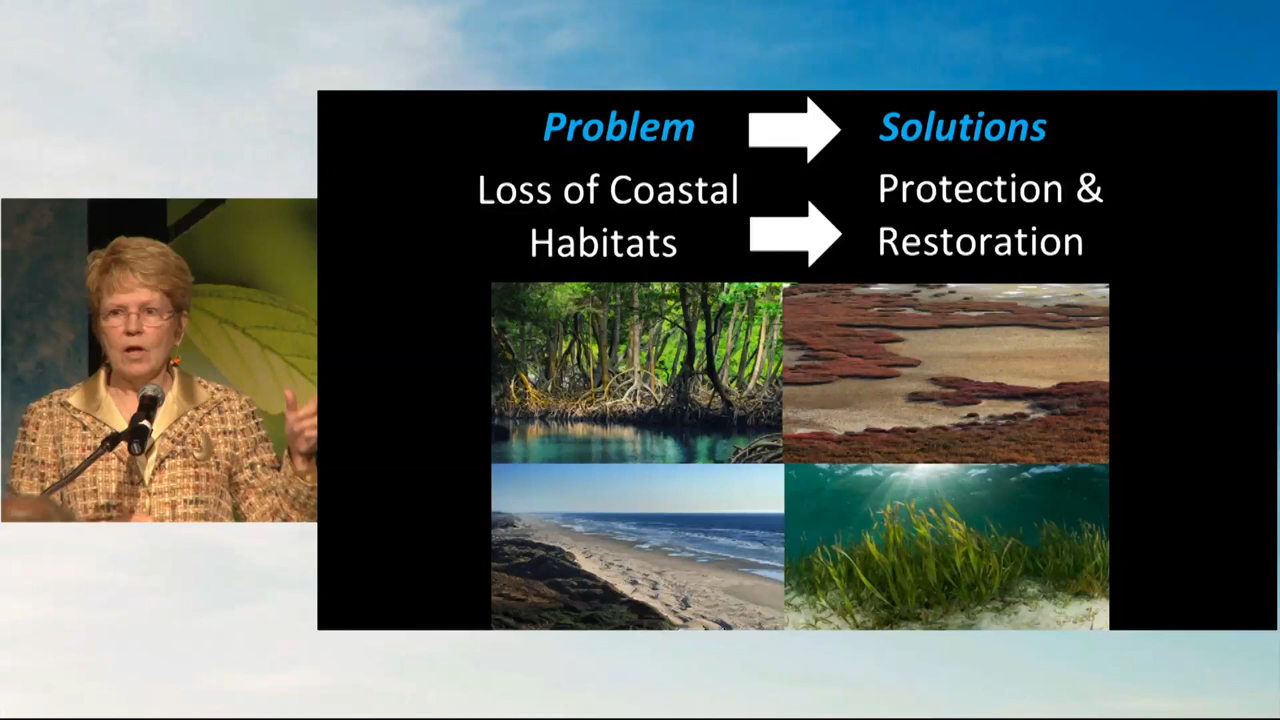 Problem
Solutions
Loss of Coastal
Habitats
Protection &
Restoration